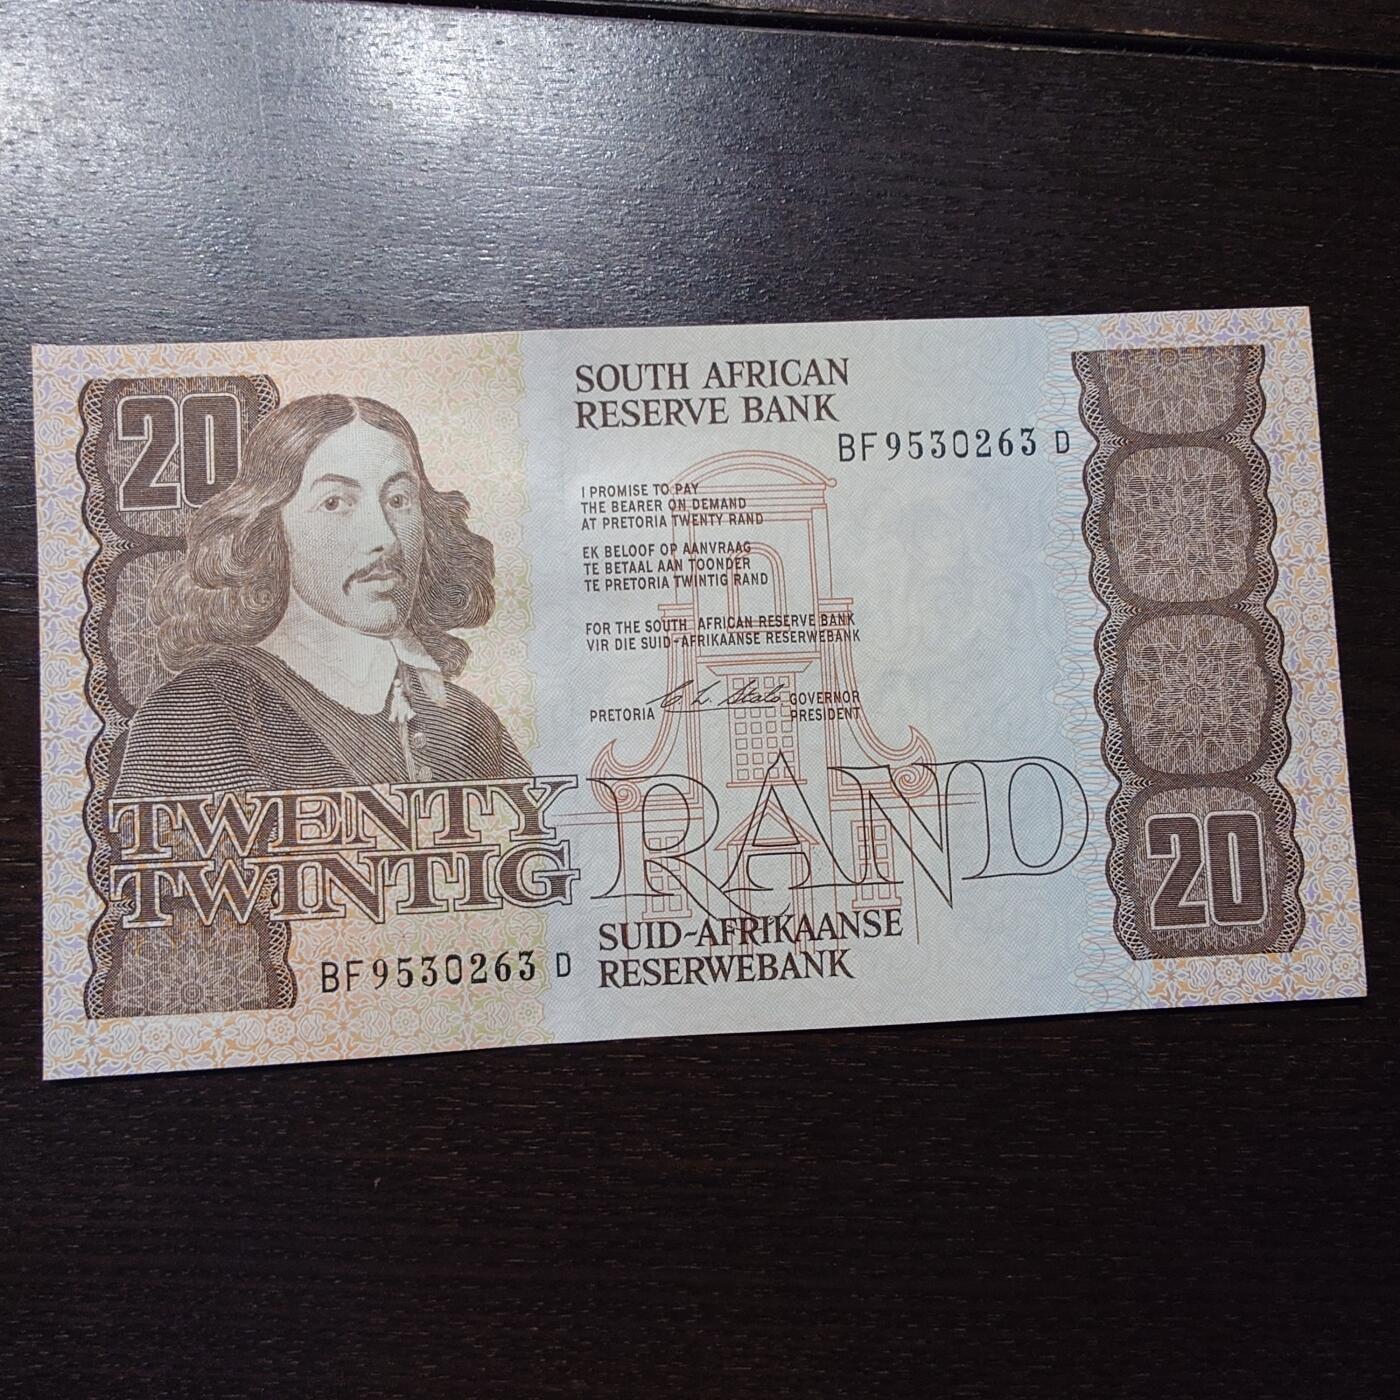 20
SOUTH AFRICAN
RESERVE BANK
BF9530263 D
I PROMISE TO PAY
THE BEARER ON DEMAND
AT PRETORIA TWENTY RAND
EK BELOOF OP AANVRAAG
TE BETAAL AAN TOONDER
TE PRETORIA TWINTIG RAND
FOR THE SOUTH AFRICAN RESERVE BANK
VIR DIE SUID-AFRIKAANSE RESERWEBANK
GOVERNOR
PRETORIA PRESIDENT
TWENTY
TWINTIG
RAND
20
SUID-AFRIKAANSE
RESERWEBANK
BF9530263 D